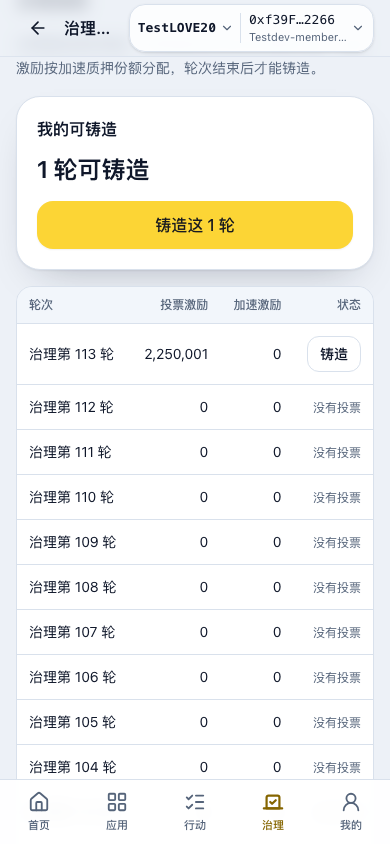 治理...
TestLOVE20
0xf39F…2266
Testdev-member...
激励按加速质押份额分配，轮次结束后才能铸造。
我的可铸造
1 轮可铸造
铸造这 1 轮
轮次 投票激励 加速激励 状态
治理第 113 轮 2,250,001 0 铸造
治理第 112 轮 0 0 没有投票
治理第 111 轮 0 0 没有投票
治理第 110 轮 0 0 没有投票
治理第 109 轮 0 0 没有投票
治理第 108 轮 0 0 没有投票
治理第 107 轮 0 0 没有投票
治理第 106 轮 0 0 没有投票
治理第 105 轮 0 0 没有投票
治理第 104 轮 0 0 没有投票
首页 应用 行动 治理 我的